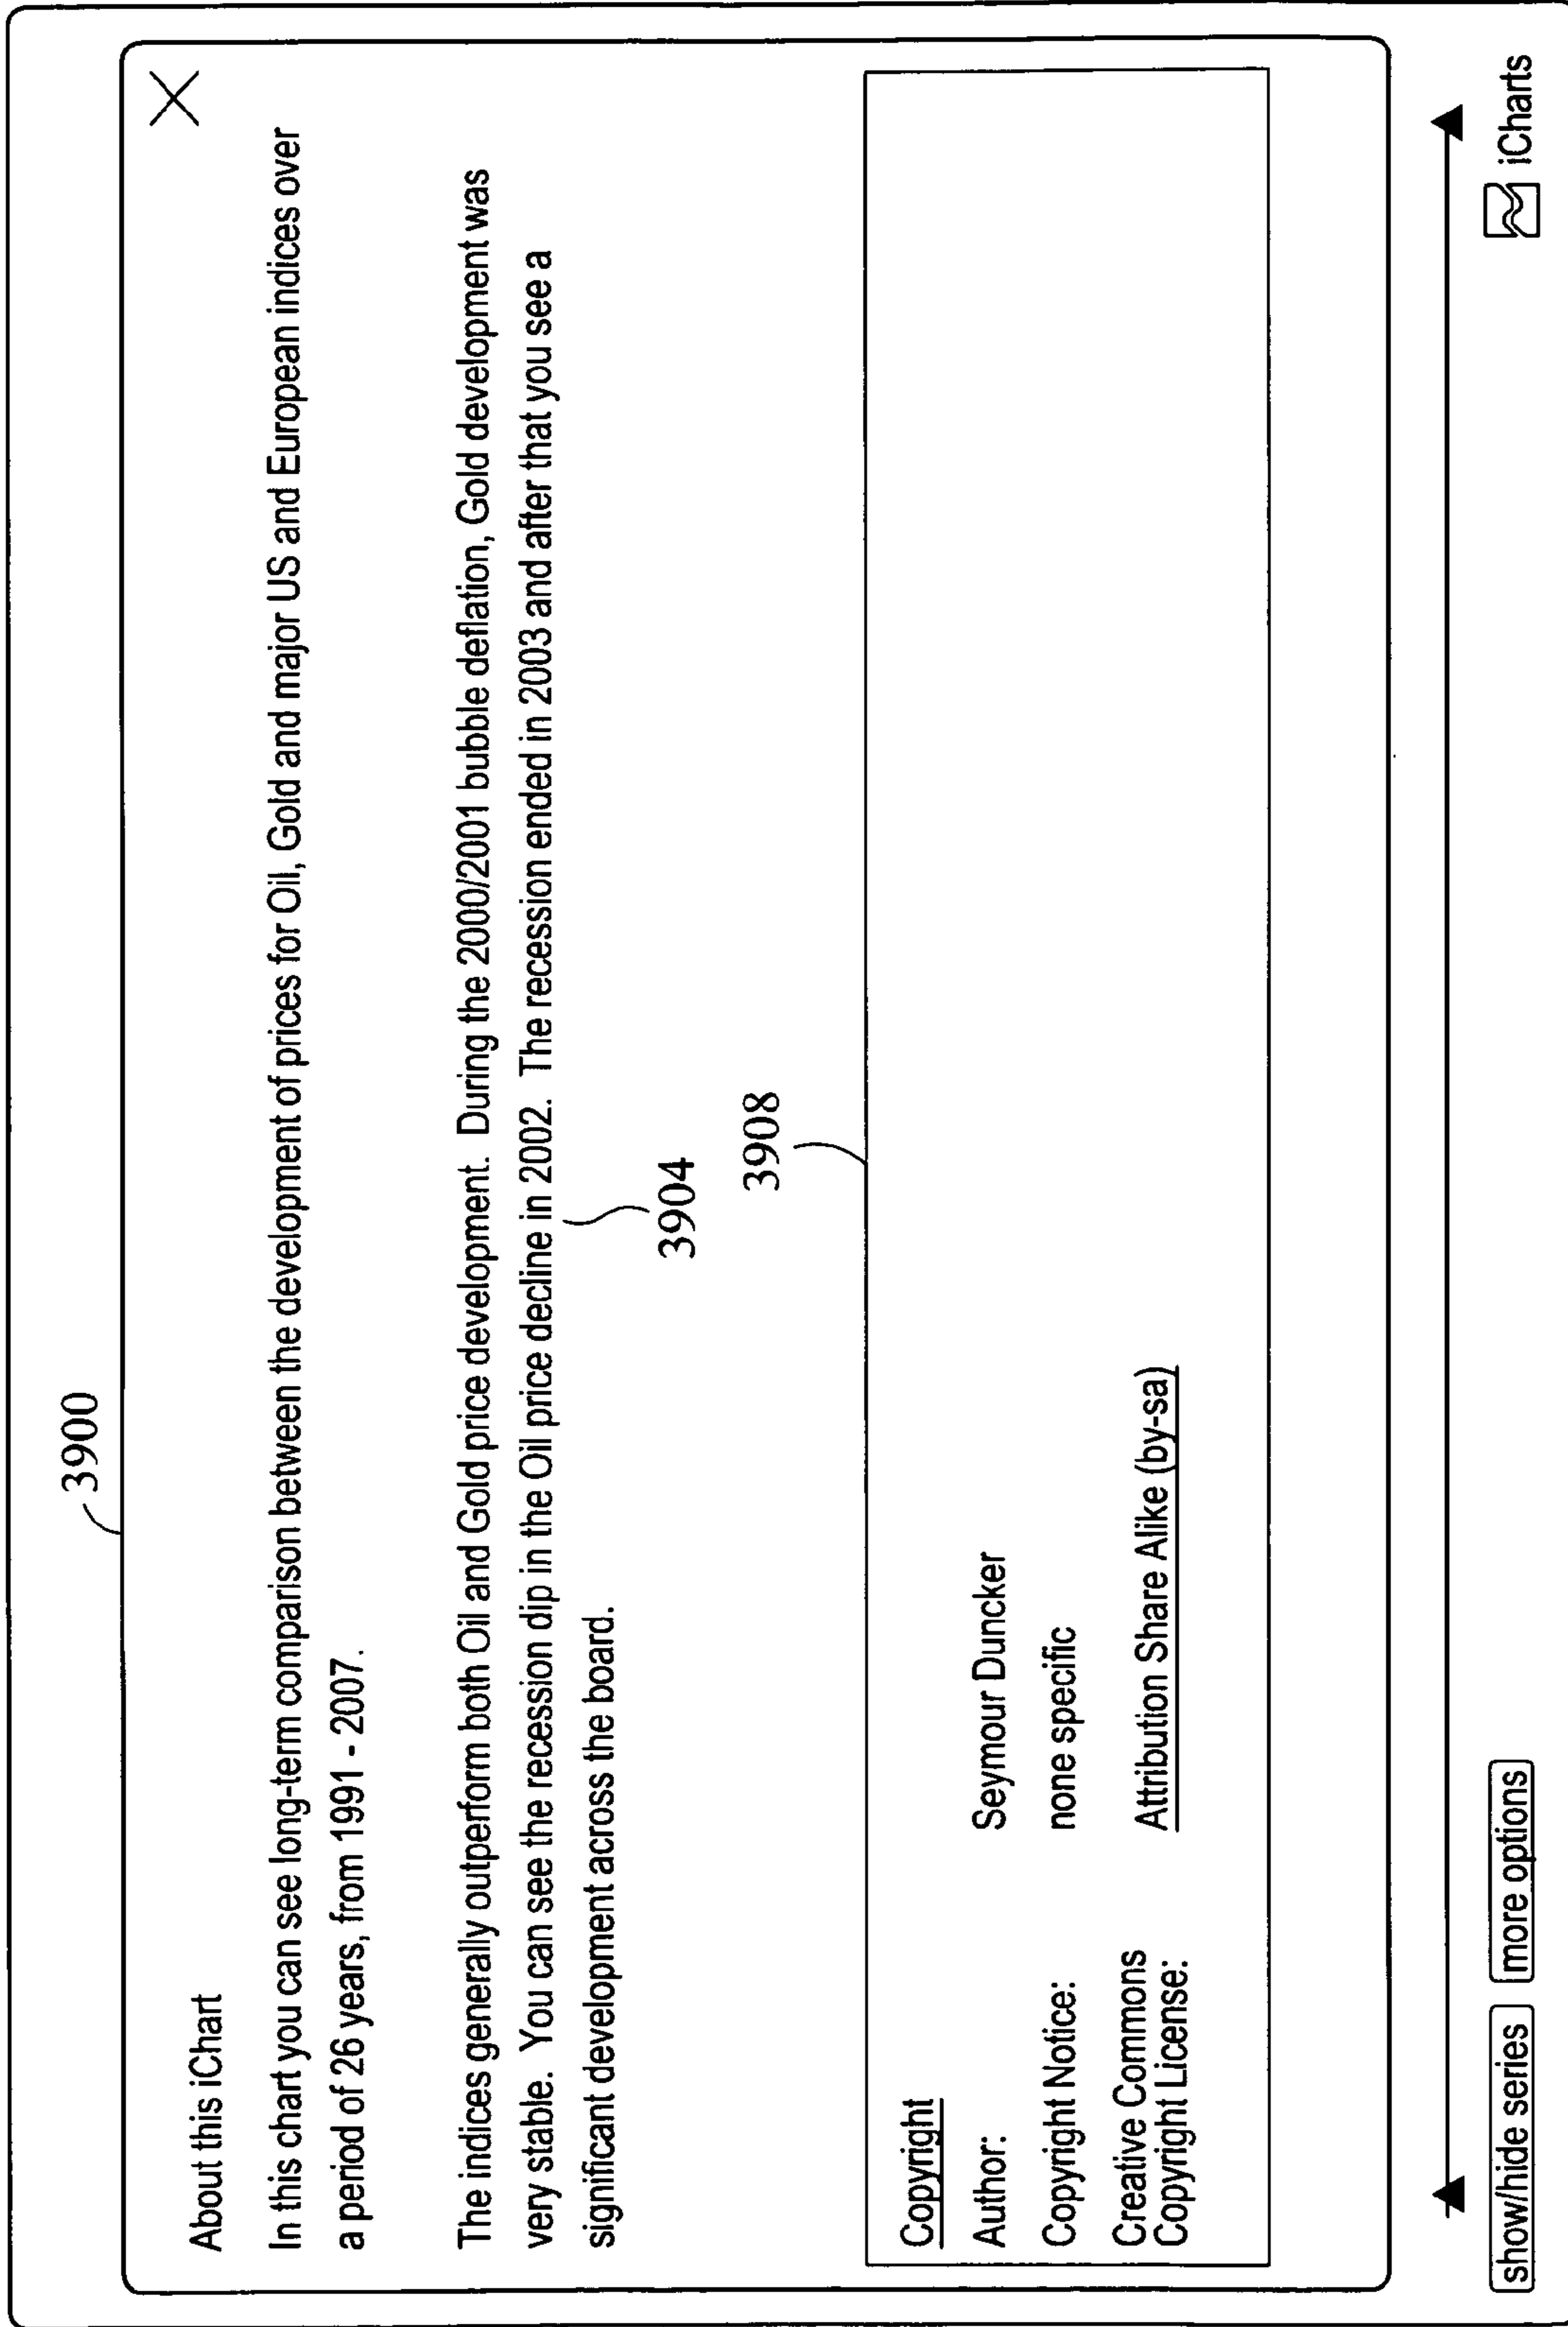 3900
About this iChart
In this chart you can see long-term comparison between the development of prices for Oil, Gold and major US and European indices over
a period of 26 years, from 1991 - 2007.
The indices generally outperform both Oil and Gold price development. During the 2000/2001 bubble deflation, Gold development was
very stable. You can see the recession dip in the Oil price decline in 2002. The recession ended in 2003 and after that you see a
significant development across the board.
3904
3908
Copyright
Author: Seymour Duncker
Copyright Notice: none specific
Creative Commons
Copyright License: Attribution Share Alike (by-sa)
show/hide series more options iCharts